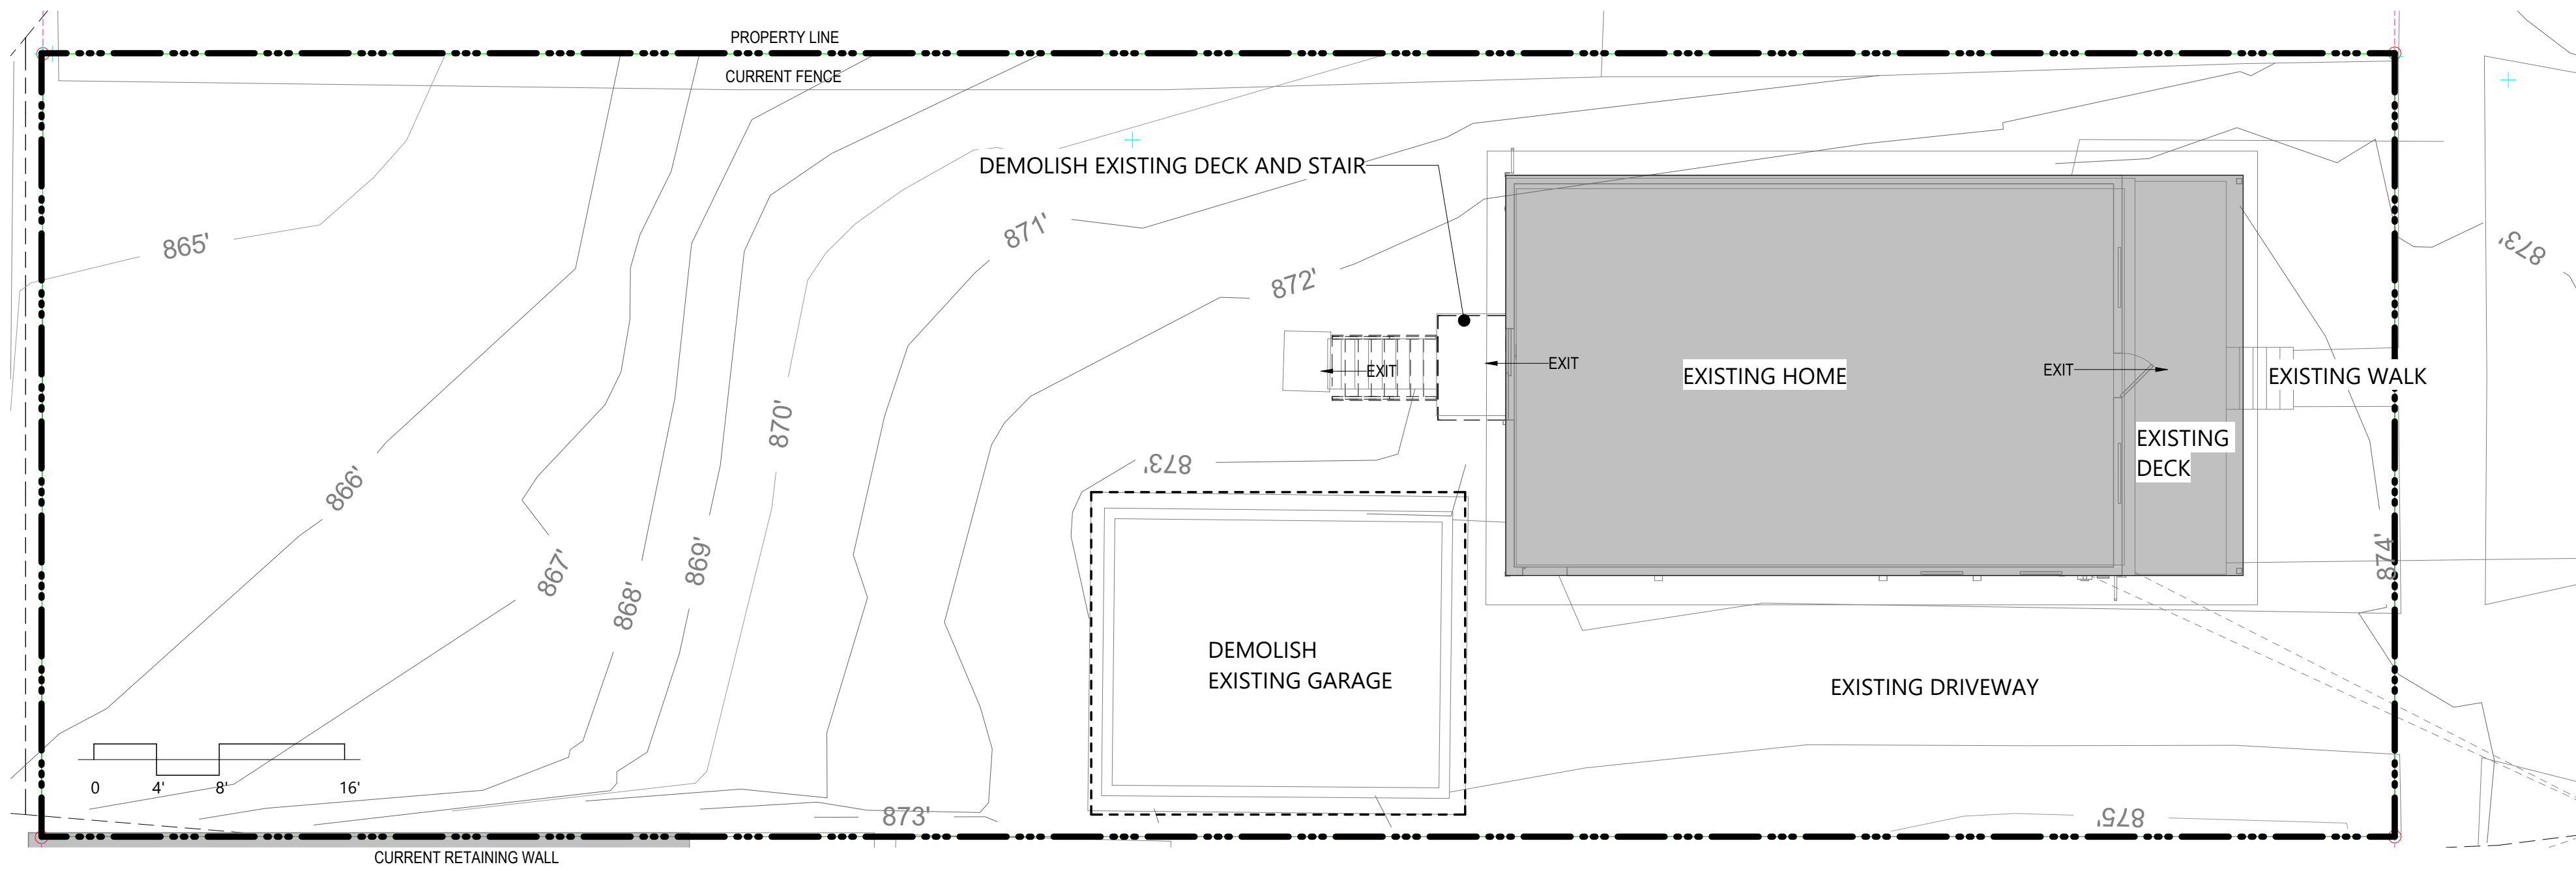 PROPERTY LINE
CURRENT FENCE
DEMOLISH EXISTING DECK AND STAIR
865'
871'
872'
873'
EXIT
EXIT
EXISTING HOME
EXIT
EXISTING WALK
870'
EXISTING
DECK
873'
866'
867'
868'
869'
874'
DEMOLISH
EXISTING GARAGE
EXISTING DRIVEWAY
0 4' 8' 16'
873'
875'
CURRENT RETAINING WALL